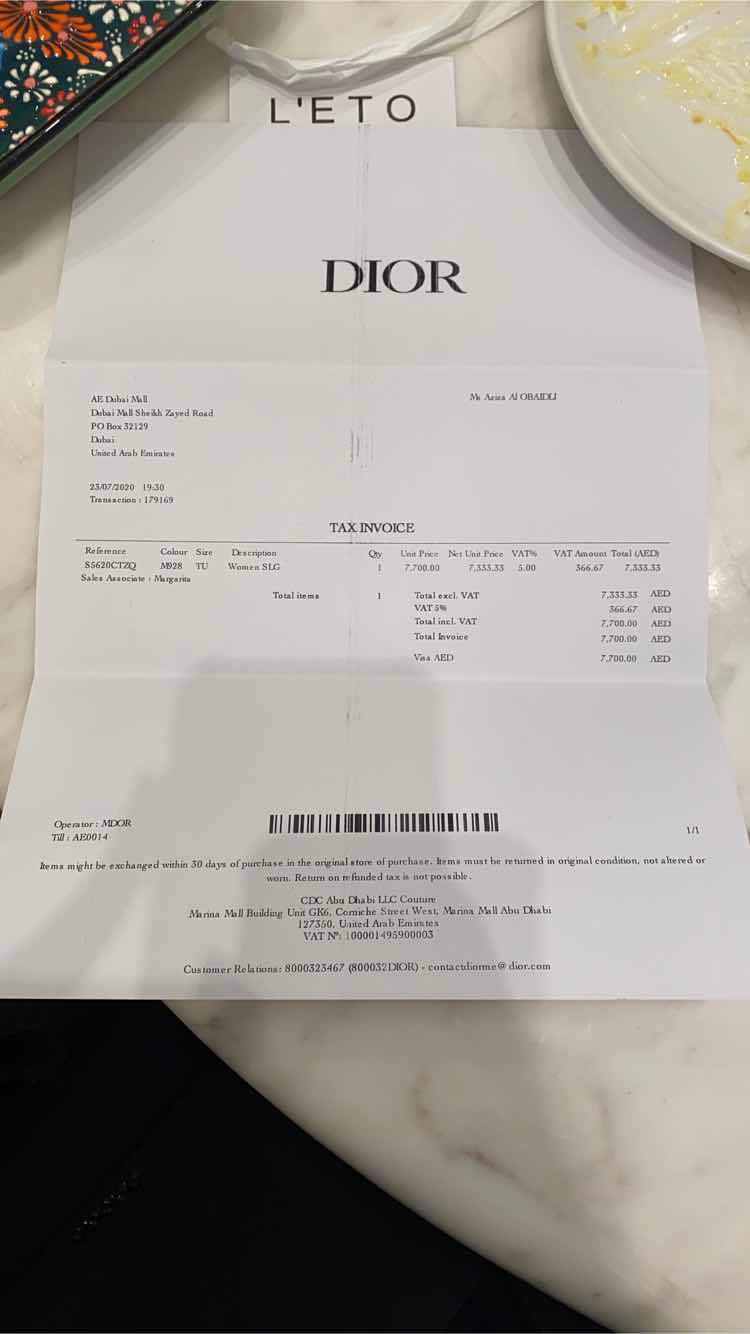 L'ETO
DIOR
AE Dubai Mall
Dubai Mall Sheikh Zayed Road
PO Box 32129
Dubai
United Arab Emirates
Ms Aziza Al OBAIDLI
23/07/2020 19:30
Transaction : 179169
TAX INVOICE
Reference Colour Size Description Qty Unit Price Net Unit Price VAT% VAT Amount Total (AED)
S5620CTZQ M928 TU Women SLG 1 7,700.00 7,333.33 5.00 366.67 7,333.33
Sales Associate : Margarita
Total items 1 Total excl. VAT 7,333.33 AED
VAT 5% 366.67 AED
Total incl. VAT 7,700.00 AED
Total Invoice 7,700.00 AED
Visa AED 7,700.00 AED
Operator : MDOR
Till : AE0014
1/1
Items might be exchanged within 30 days of purchase in the original store of purchase. Items must be returned in original condition, not altered or
worn. Return on refunded tax is not possible.
CDC Abu Dhabi LLC Couture
Marina Mall Building Unit GK6, Corniche Street West, Marina Mall Abu Dhabi
127350, United Arab Emirates
VAT Nº: 100001495900003
Customer Relations: 8000323467 (800032DIOR) - contactdiorme@dior.com